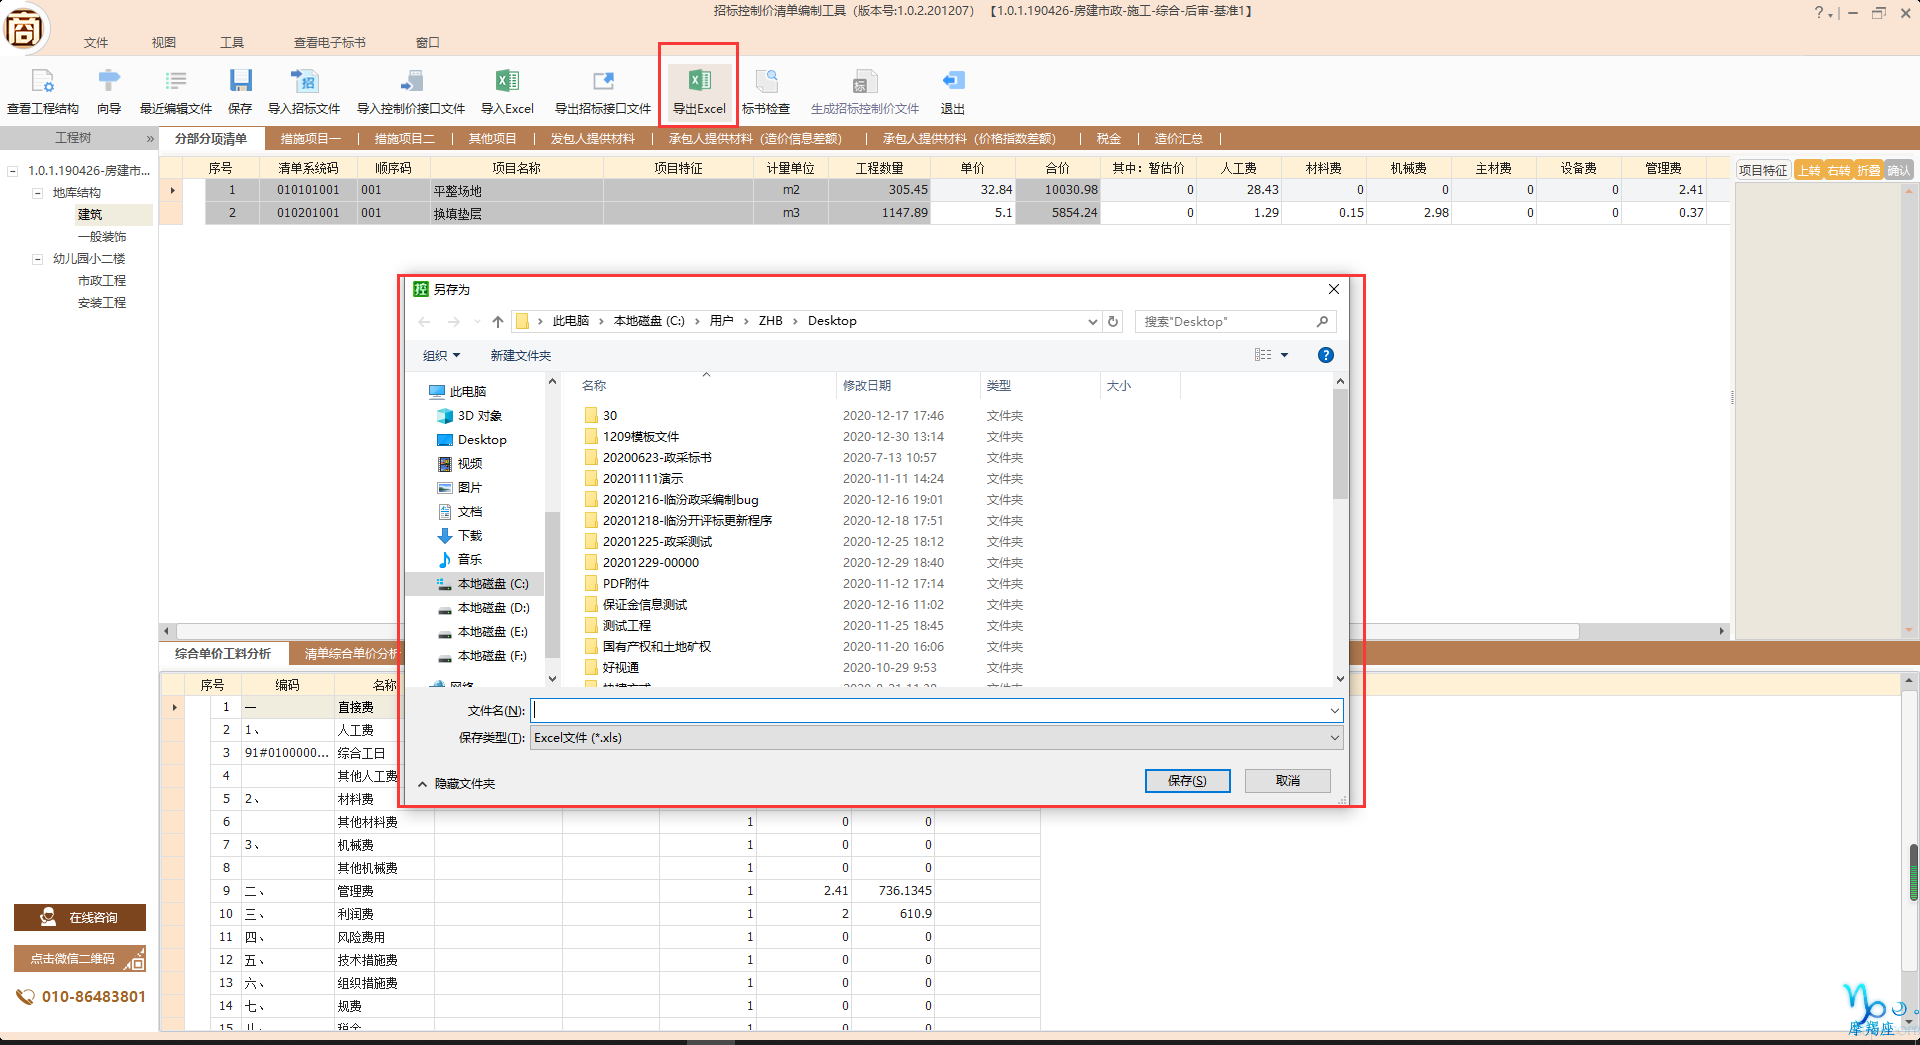 招标控制价清单编制工具（版本号:1.0.2.201207） 【1.0.1.190426-房建市政-施工-综合-后审-基准1】
商
文件 视图 工具 查看电子标书 窗口
查看工程结构 向导 最近编辑文件 保存 导入招标文件 导入控制价接口文件 导入Excel 导出招标接口文件 导出Excel 标书检查 生成招标控制价文件 退出
工程树 » 分部分项清单 措施项目一 措施项目二 其他项目 发包人提供材料 承包人提供材料（造价信息差额） 承包人提供材料（价格指数差额） 税金 造价汇总
1.0.1.190426-房建市...
地库结构
建筑
一般装饰
幼儿园小二楼
市政工程
安装工程
序号 清单系统码 顺序码 项目名称 项目特征 计量单位 工程数量 单价 合价 其中：暂估价 人工费 材料费 机械费 主材费 设备费 管理费
1 010101001 001 平整场地 m2 305.45 32.84 10030.98 0 28.43 0 0 0 0 2.41
2 010201001 001 换填垫层 m3 1147.89 5.1 5854.24 0 1.29 0.15 2.98 0 0 0.37
项目特征 上转 右转 折叠 确认
控 另存为
此电脑 › 本地磁盘 (C:) › 用户 › ZHB › Desktop
搜索"Desktop"
组织 新建文件夹
此电脑
3D 对象
Desktop
视频
图片
文档
下载
音乐
本地磁盘 (C:)
本地磁盘 (D:)
本地磁盘 (E:)
本地磁盘 (F:)
网络
名称 修改日期 类型 大小
30 2020-12-17 17:46 文件夹
1209模板文件 2020-12-30 13:14 文件夹
20200623-政采标书 2020-7-13 10:57 文件夹
20201111演示 2020-11-11 14:24 文件夹
20201216-临汾政采编制bug 2020-12-16 19:01 文件夹
20201218-临汾开评标更新程序 2020-12-18 17:51 文件夹
20201225-政采测试 2020-12-25 18:12 文件夹
20201229-00000 2020-12-29 18:40 文件夹
PDF附件 2020-11-12 17:14 文件夹
保证金信息测试 2020-12-16 11:02 文件夹
测试工程 2020-11-25 18:45 文件夹
国有产权和土地矿权 2020-11-20 16:06 文件夹
好视通 2020-10-29 9:53 文件夹
文件名(N):
保存类型(T): Excel文件 (*.xls)
隐藏文件夹
保存(S) 取消
综合单价工料分析 清单综合单价分析
序号 编码 名称
1 一 直接费
2 1、 人工费
3 91#0100000... 综合工日
4 其他人工费
5 2、 材料费
6 其他材料费 1 0 0
7 3、 机械费 1 0 0
8 其他机械费 1 0 0
9 二、 管理费 1 2.41 736.1345
10 三、 利润费 1 2 610.9
11 四、 风险费用 1 0 0
12 五、 技术措施费 1 0 0
13 六、 组织措施费 1 0 0
14 七、 规费 1 0 0
15 八、 税金 1 0 0
在线咨询
点击微信二维码
010-86483801
摩羯座